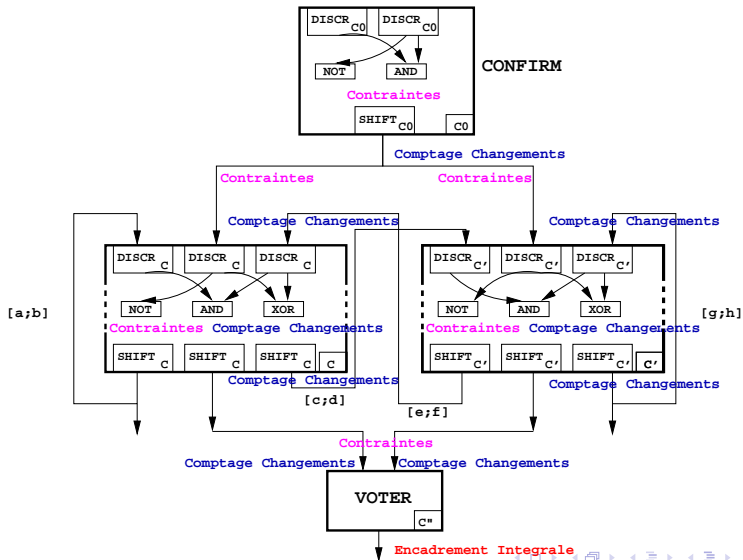 DISCR C0 DISCR C0
NOT AND
CONFIRM
Contraintes
SHIFT C0 C0
Comptage Changements
Contraintes Contraintes
Comptage Changements Comptage Changements
DISCR C DISCR C DISCR C DISCR C' DISCR C' DISCR C'
[a;b] NOT AND XOR NOT AND XOR [g;h]
Contraintes Comptage Changements Contraintes Comptage Changements
SHIFT C SHIFT C SHIFT C C SHIFT C' SHIFT C' SHIFT C' C'
Comptage Changements Comptage Changements
[c;d] [e;f]
Contraintes
Comptage Changements Comptage Changements
VOTER
C"
Encadrement Integrale